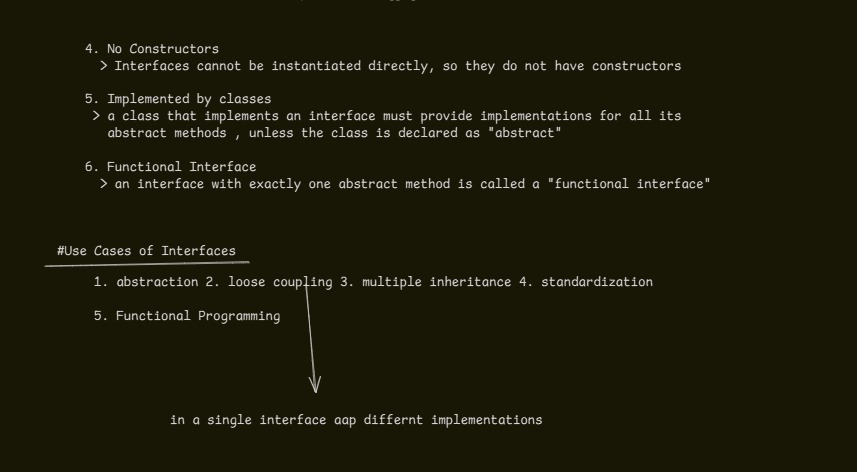 4. No Constructors
> Interfaces cannot be instantiated directly, so they do not have constructors
5. Implemented by classes
> a class that implements an interface must provide implementations for all its
abstract methods , unless the class is declared as "abstract"
6. Functional Interface
> an interface with exactly one abstract method is called a "functional interface"
#Use Cases of Interfaces
1. abstraction 2. loose coupling 3. multiple inheritance 4. standardization
5. Functional Programming
in a single interface aap differnt implementations